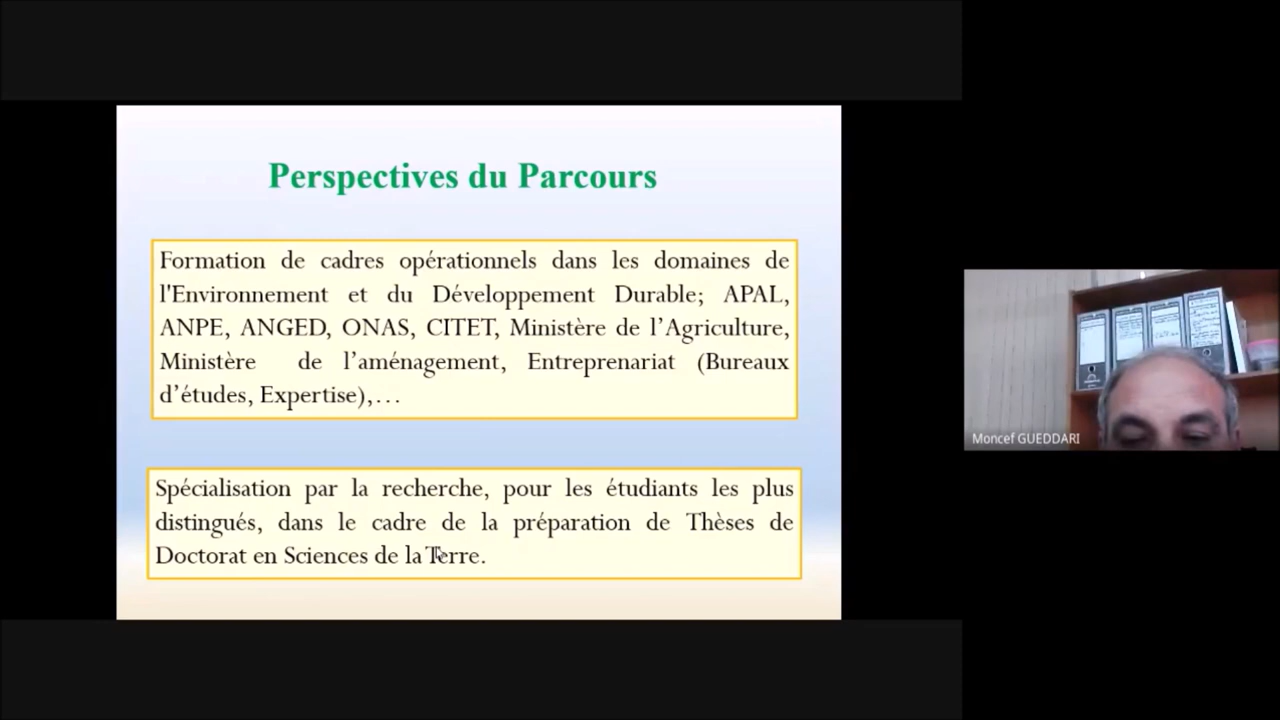 Perspectives du Parcours
Formation de cadres opérationnels dans les domaines de
l'Environnement et du Développement Durable; APAL,
ANPE, ANGED, ONAS, CITET, Ministère de l’Agriculture,
Ministère de l’aménagement, Entreprenariat (Bureaux
d’études, Expertise),…
Spécialisation par la recherche, pour les étudiants les plus
distingués, dans le cadre de la préparation de Thèses de
Doctorat en Sciences de la Terre.
Moncef GUEDDARI